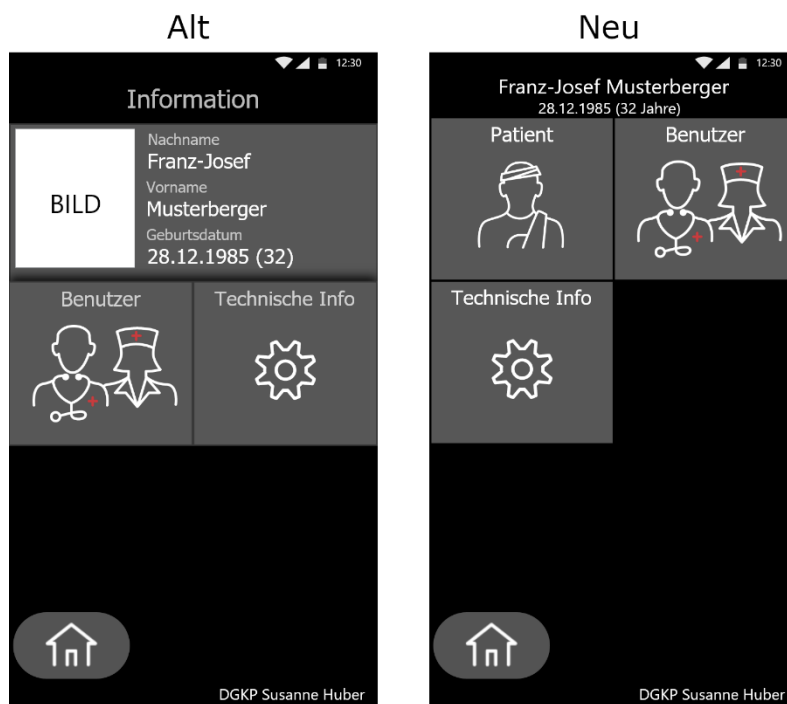 Alt
12:30
Information
BILD
Nachname
Franz-Josef
Vorname
Musterberger
Geburtsdatum
28.12.1985 (32)
Benutzer
Technische Info
DGKP Susanne Huber
Neu
12:30
Franz-Josef Musterberger
28.12.1985 (32 Jahre)
Patient
Benutzer
Technische Info
DGKP Susanne Huber